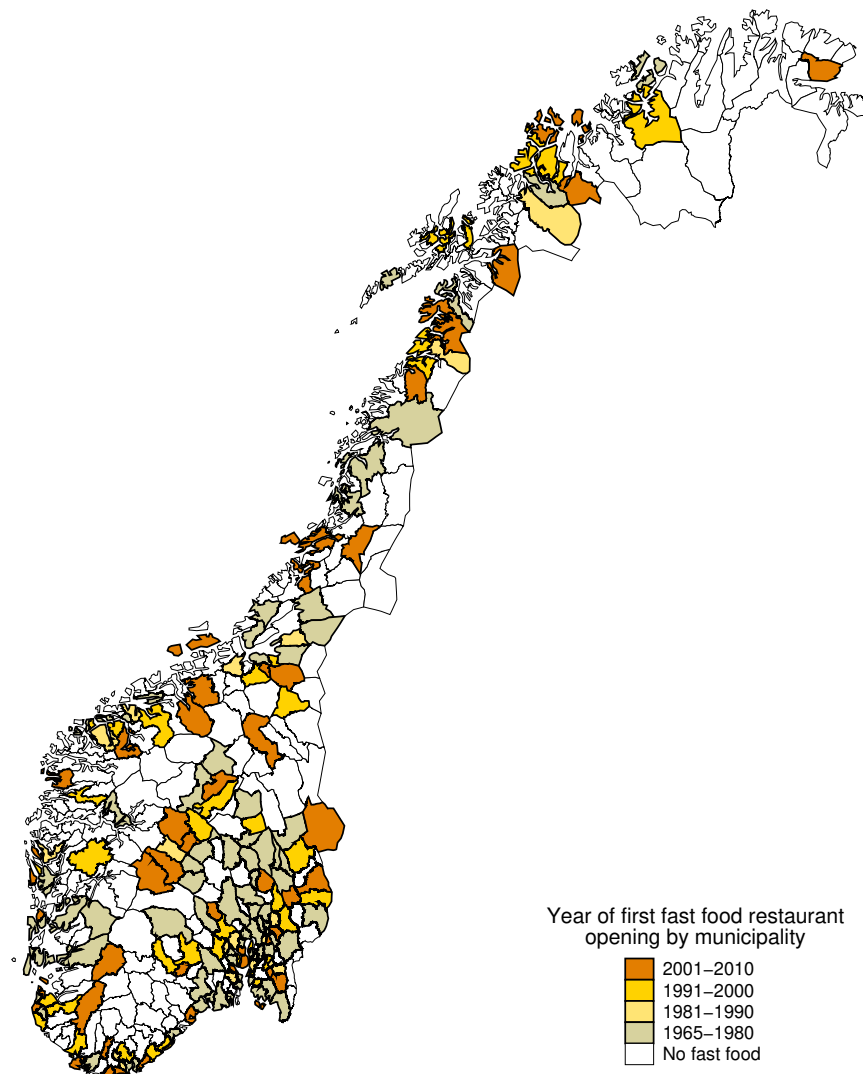 Year of first fast food restaurant
opening by municipality
2001−2010
1991−2000
1981−1990
1965−1980
No fast food